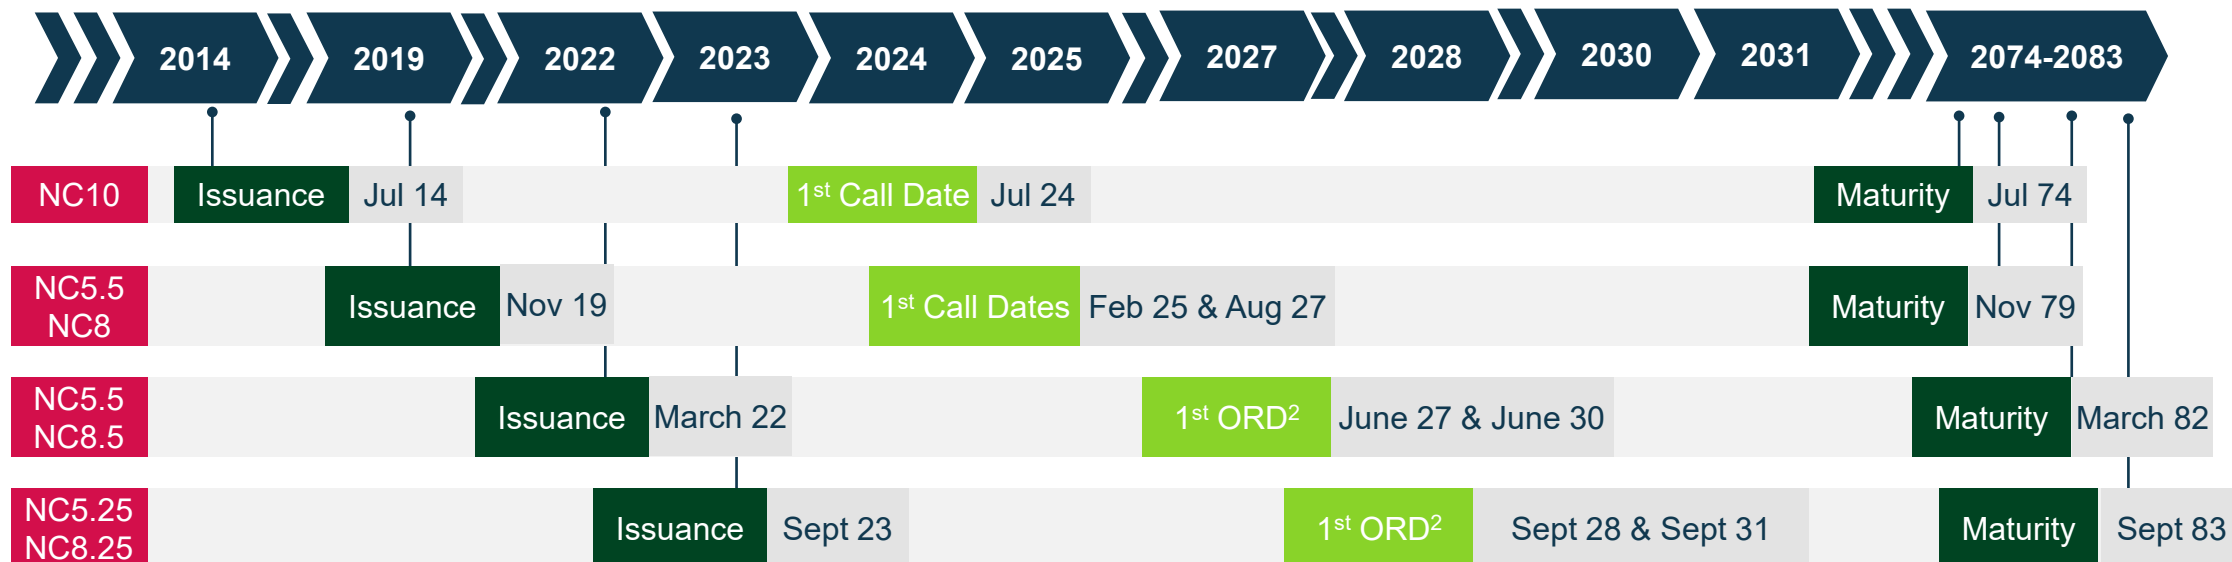 2014 2019 2022 2023 2024 2025 2027 2028 2030 2031 2074-2083
NC10 Issuance Jul 14 1st Call Date Jul 24 Maturity Jul 74
NC5.5
NC8 Issuance Nov 19 1st Call Dates Feb 25 & Aug 27 Maturity Nov 79
NC5.5
NC8.5 Issuance March 22 1st ORD2 June 27 & June 30 Maturity March 82
NC5.25
NC8.25 Issuance Sept 23 1st ORD2 Sept 28 & Sept 31 Maturity Sept 83